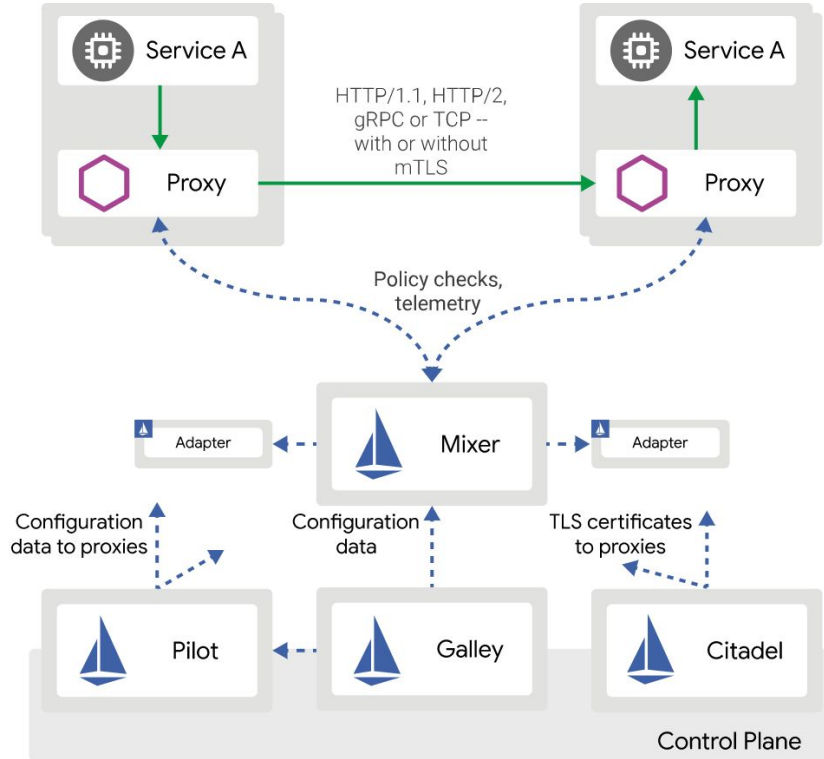 Service A
Service A
HTTP/1.1, HTTP/2,
gRPC or TCP --
with or without
mTLS
Proxy
Proxy
Policy checks,
telemetry
Mixer
Adapter
Adapter
Configuration
data to proxies
Configuration
data
TLS certificates
to proxies
Pilot
Galley
Citadel
Control Plane